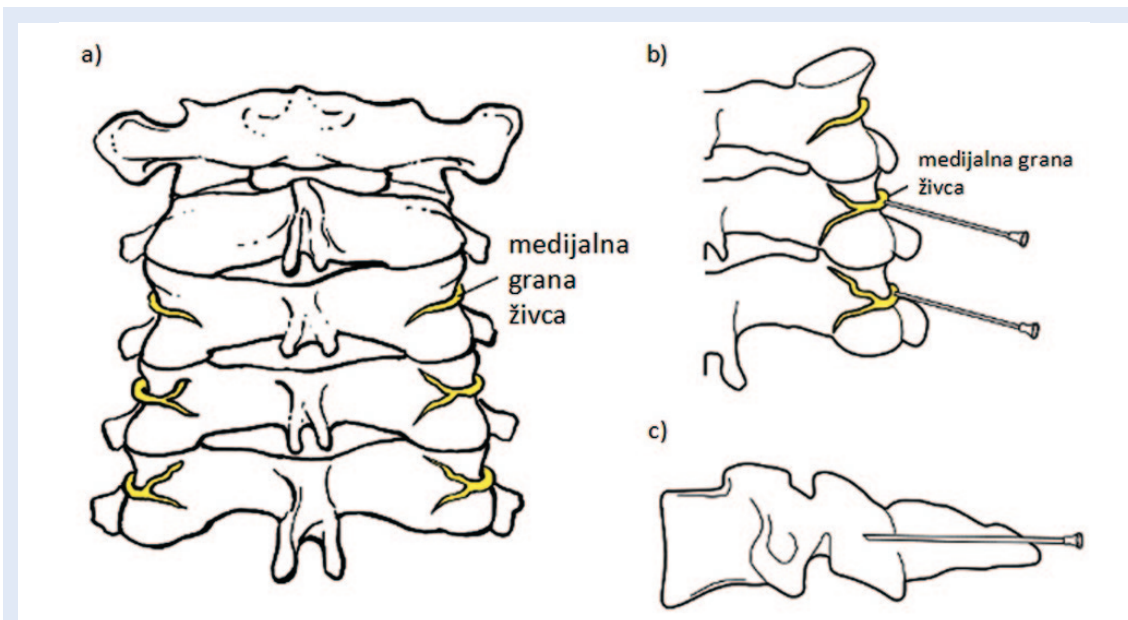 a)
medijalna
grana
živca
b)
medijalna grana
živca
c)